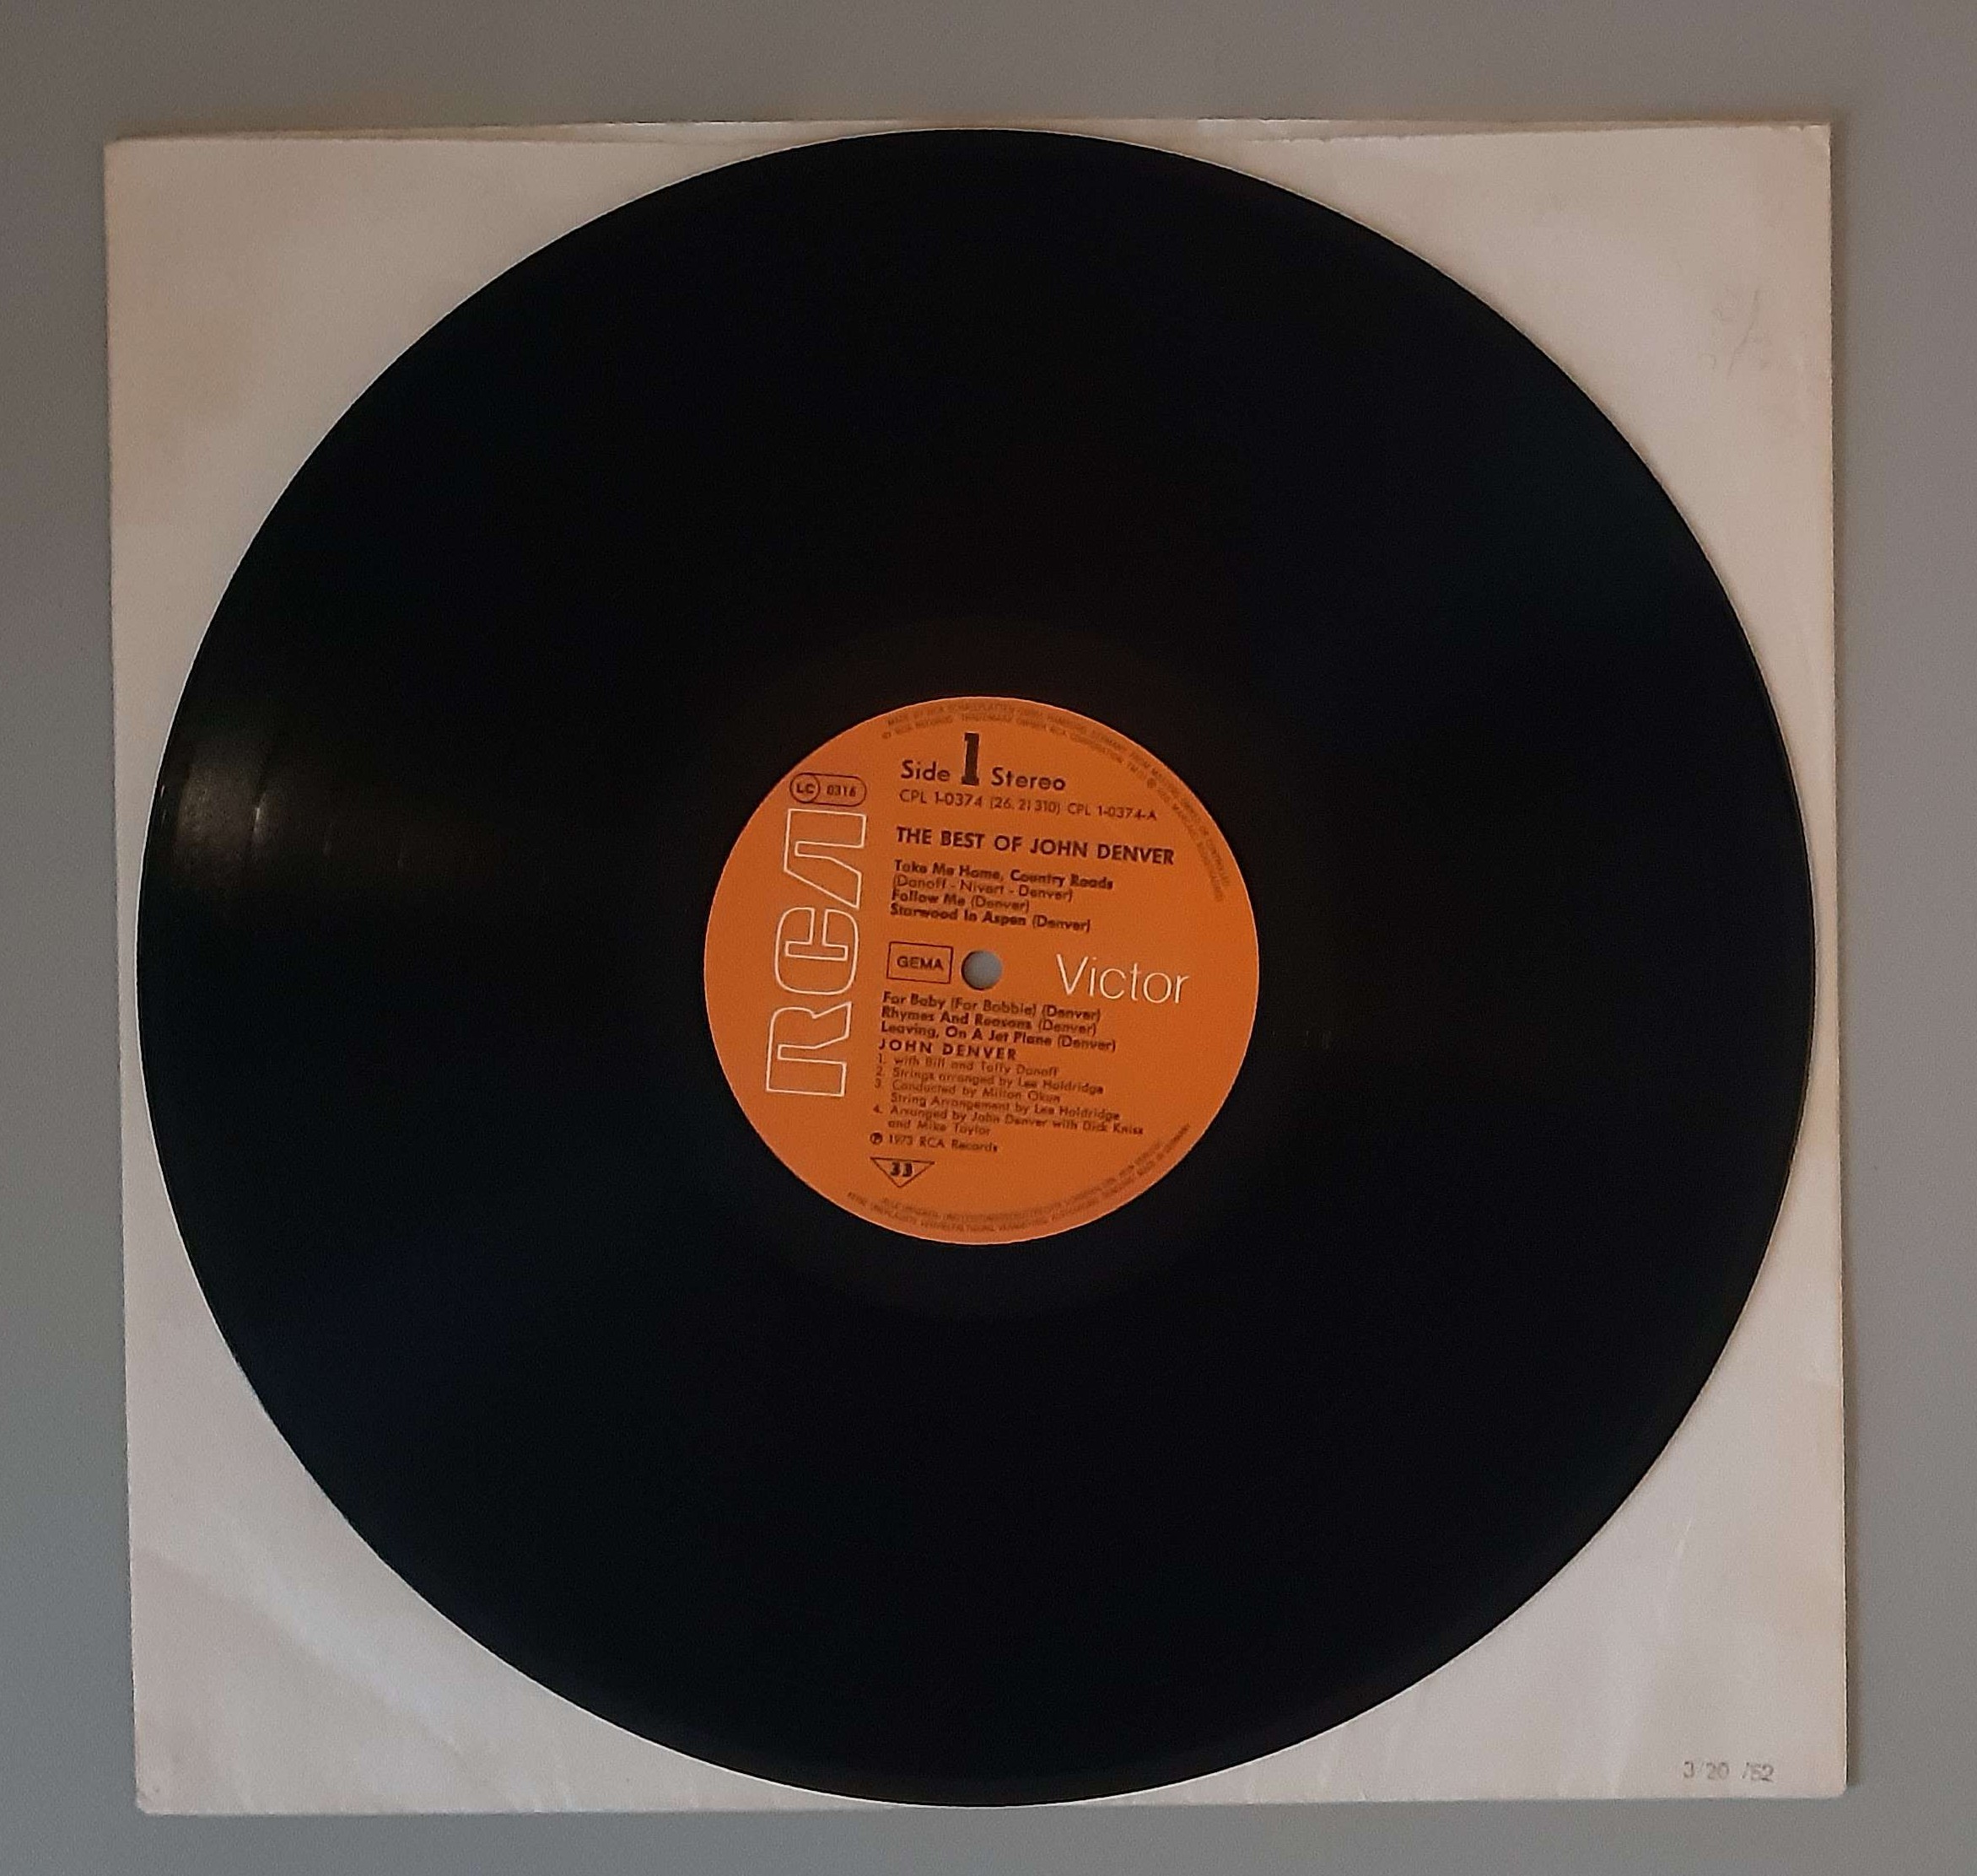 Side 1 Stereo
LC 0316
CPL 1-0374 (26.21310) CPL 1-0374-A
THE BEST OF JOHN DENVER
Take Me Home, Country Roads
(Danoff - Nivert - Denver)
Follow Me (Denver)
Starwood In Aspen (Denver)
RCA
GEMA
Victor
For Baby (For Bobbie) (Denver)
Rhymes And Reasons (Denver)
Leaving, On A Jet Plane (Denver)
JOHN DENVER
1. with Bill and Taffy Danoff
2. Strings arranged by Lee Holdridge
3. Conducted by Milton Okun
String Arrangement by Lee Holdridge
4. Arranged by John Denver with Dick Kniss
and Mike Taylor
℗ 1973 RCA Records
33
3/20 /52